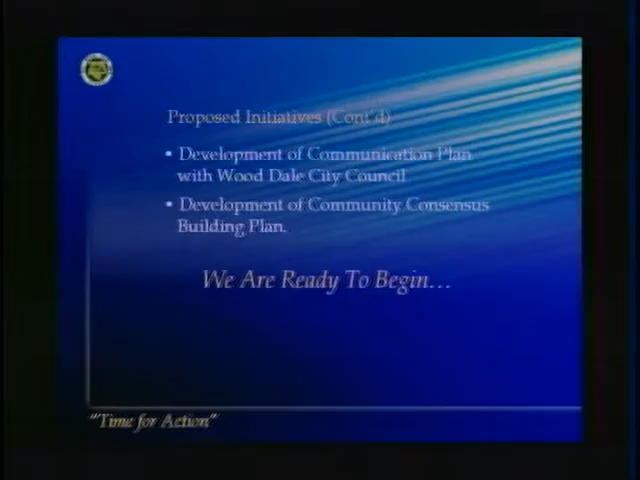 Proposed Initiatives (Cont'd)
• Development of Communication Plan
with Wood Dale City Council
• Development of Community Consensus
Building Plan.
We Are Ready To Begin...
"Time for Action"